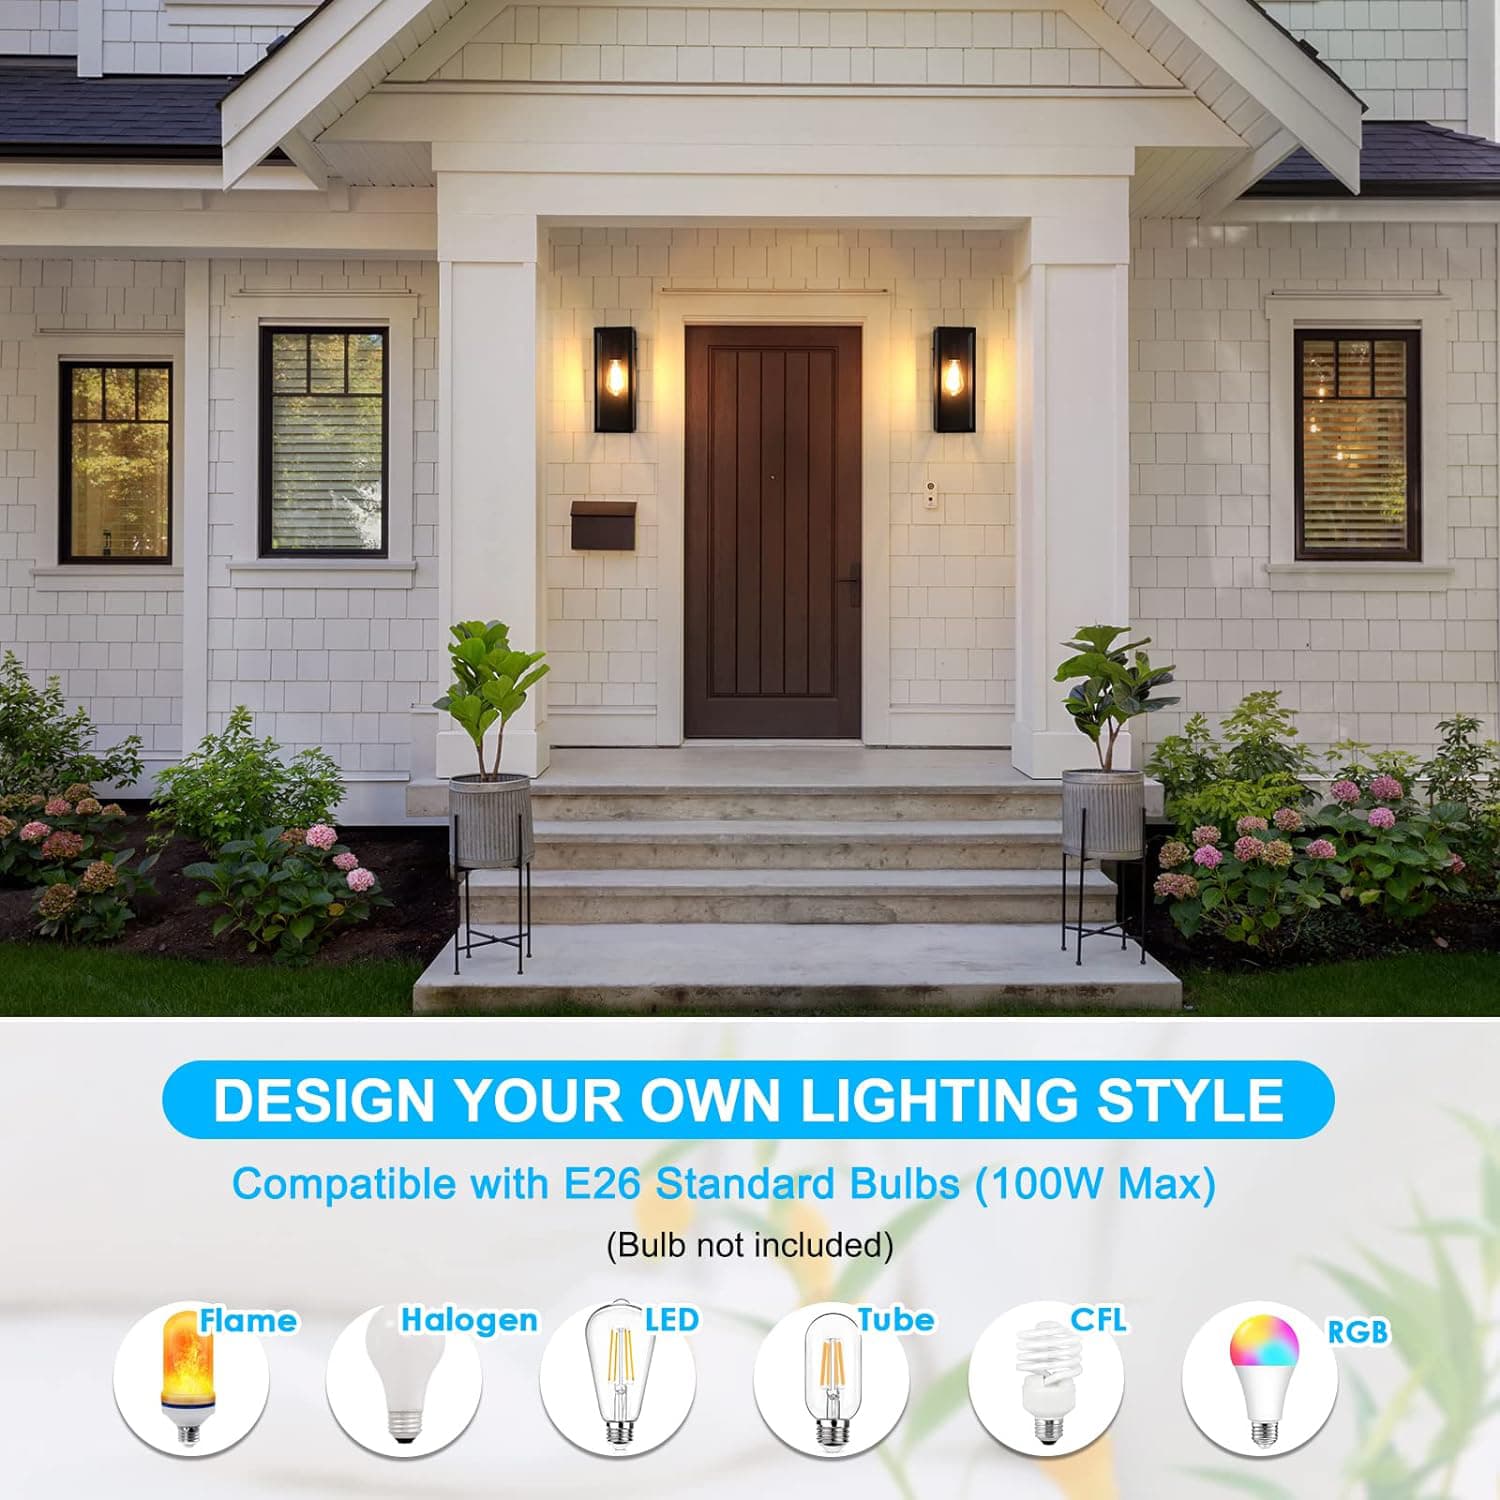 DESIGN YOUR OWN LIGHTING STYLE
Compatible with E26 Standard Bulbs (100W Max)
(Bulb not included)
Flame
Halogen
LED
Tube
CFL
RGB